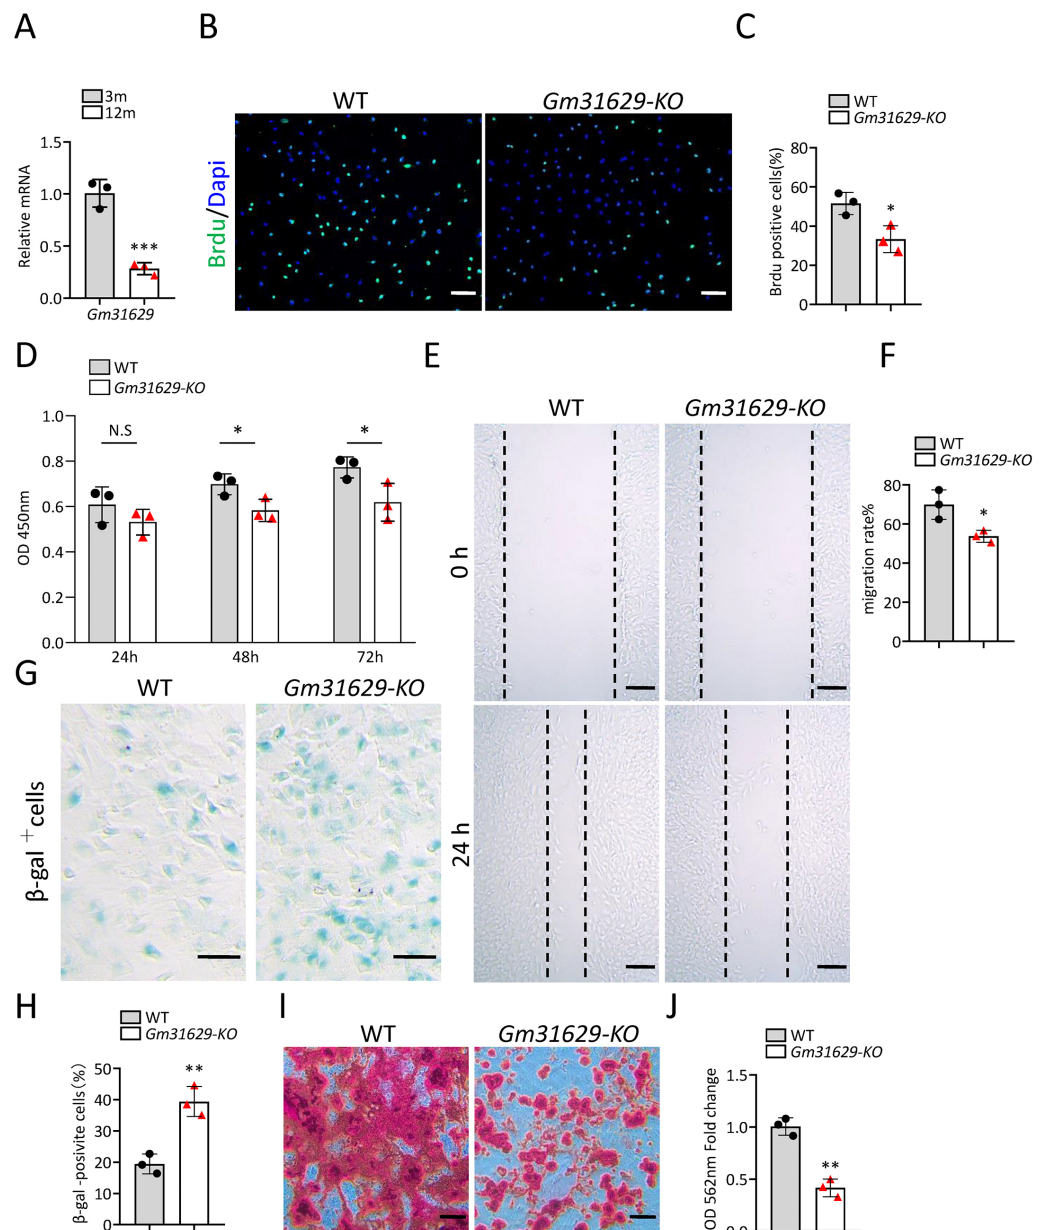 A
3m
12m
1.5
1.0
0.5
0.0
Relative mRNA
***
Gm31629
B
WT
Gm31629-KO
Brdu/Dapi
C
WT
Gm31629-KO
80
60
40
20
0
Brdu positive cells(%)
*
D
WT
Gm31629-KO
1.0
0.8
0.6
0.4
0.2
0.0
OD 450nm
N.S
*
*
24h
48h
72h
E
WT
Gm31629-KO
0 h
24 h
F
WT
Gm31629-KO
80
60
40
20
0
migration rate%
*
G
WT
Gm31629-KO
β-gal + cells
H
WT
Gm31629-KO
50
40
30
20
10
0
β-gal -posivite cells(%)
**
I
WT
Gm31629-KO
J
WT
Gm31629-KO
1.5
1.0
0.5
0.0
OD 562nm Fold change
**